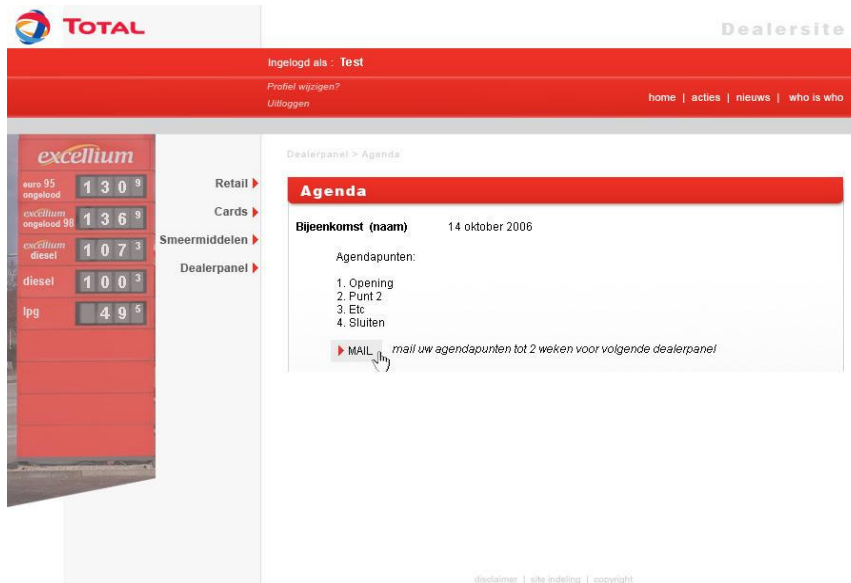 TOTAL
Dealersite
Ingelogd als : Test
Profiel wijzigen?
Uitloggen
home | acties | nieuws | who is who
excellium
euro 95 ongelood 1 3 0 9
excellium ongelood 98 1 3 6 9
excellium diesel 1 0 7 3
diesel 1 0 0 3
lpg 4 9 5
Retail
Cards
Smeermiddelen
Dealerpanel
Dealerpanel > Agenda
Agenda
Bijeenkomst (naam) 14 oktober 2006
Agendapunten:
1. Opening
2. Punt 2
3. Etc
4. Sluiten
MAIL mail uw agendapunten tot 2 weken voor volgende dealerpanel
disclaimer | site indeling | copyright